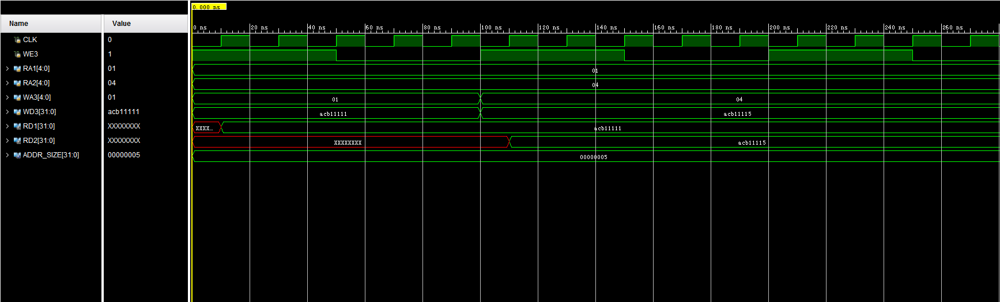 0.000 ns
Name Value
0 ns 20 ns 40 ns 60 ns 80 ns 100 ns 120 ns 140 ns 160 ns 180 ns 200 ns 220 ns 240 ns 260 ns
CLK 0
WE3 1
RA1[4:0] 01 01
RA2[4:0] 04 04
WA3[4:0] 01 01 04
WD3[31:0] acb11111 acb11111 acb11115
RD1[31:0] XXXXXXXX XXXX... acb11111
RD2[31:0] XXXXXXXX XXXXXXXX acb11115
ADDR_SIZE[31:0] 00000005 00000005